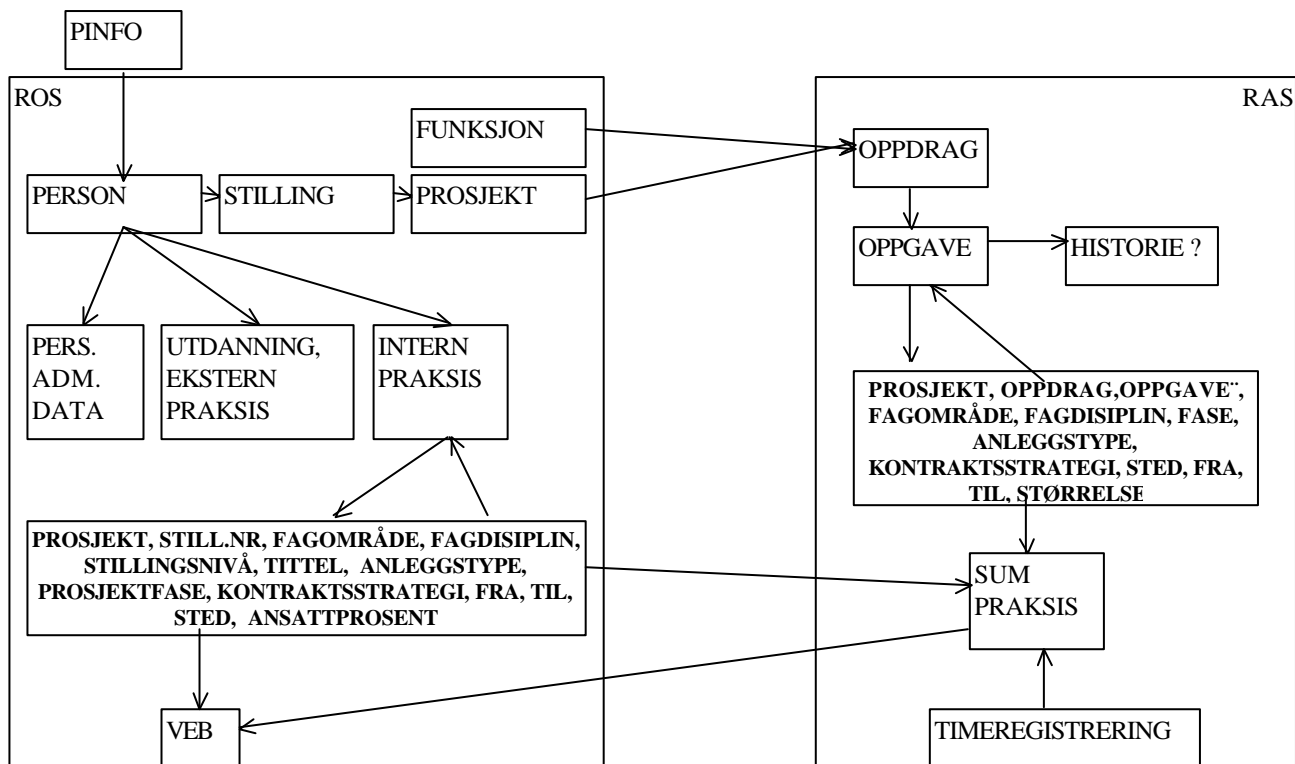 PINFO
ROS
RAS
FUNKSJON
OPPDRAG
PERSON
STILLING
PROSJEKT
OPPGAVE
HISTORIE ?
PERS.
ADM.
DATA
UTDANNING,
EKSTERN
PRAKSIS
INTERN
PRAKSIS
PROSJEKT, OPPDRAG,OPPGAVE¨,
FAGOMRÅDE, FAGDISIPLIN, FASE,
ANLEGGSTYPE,
KONTRAKTSSTRATEGI, STED, FRA,
TIL, STØRRELSE
PROSJEKT, STILL.NR, FAGOMRÅDE, FAGDISIPLIN,
STILLINGSNIVÅ, TITTEL, ANLEGGSTYPE,
PROSJEKTFASE, KONTRAKTSSTRATEGI, FRA, TIL,
STED, ANSATTPROSENT
SUM
PRAKSIS
VEB
TIMEREGISTRERING